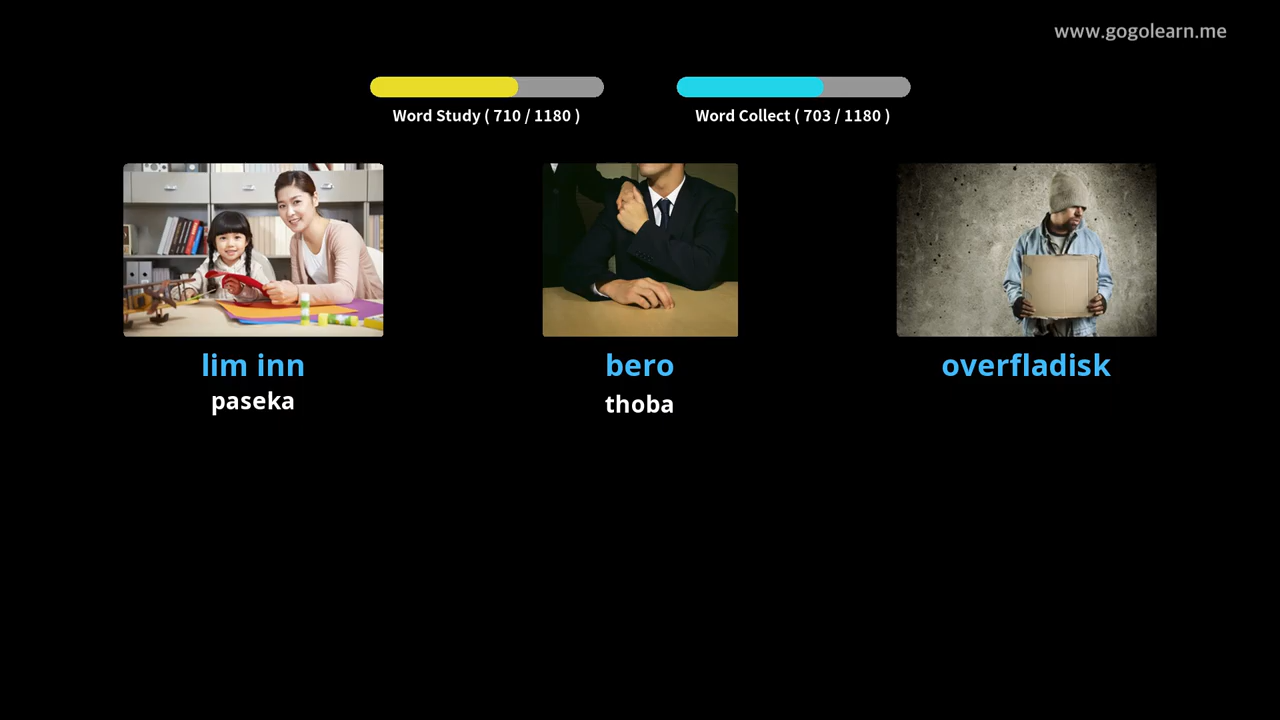 www.gogolearn.me
Word Study ( 710 / 1180 )
Word Collect ( 703 / 1180 )
lim inn
paseka
bero
thoba
overfladisk